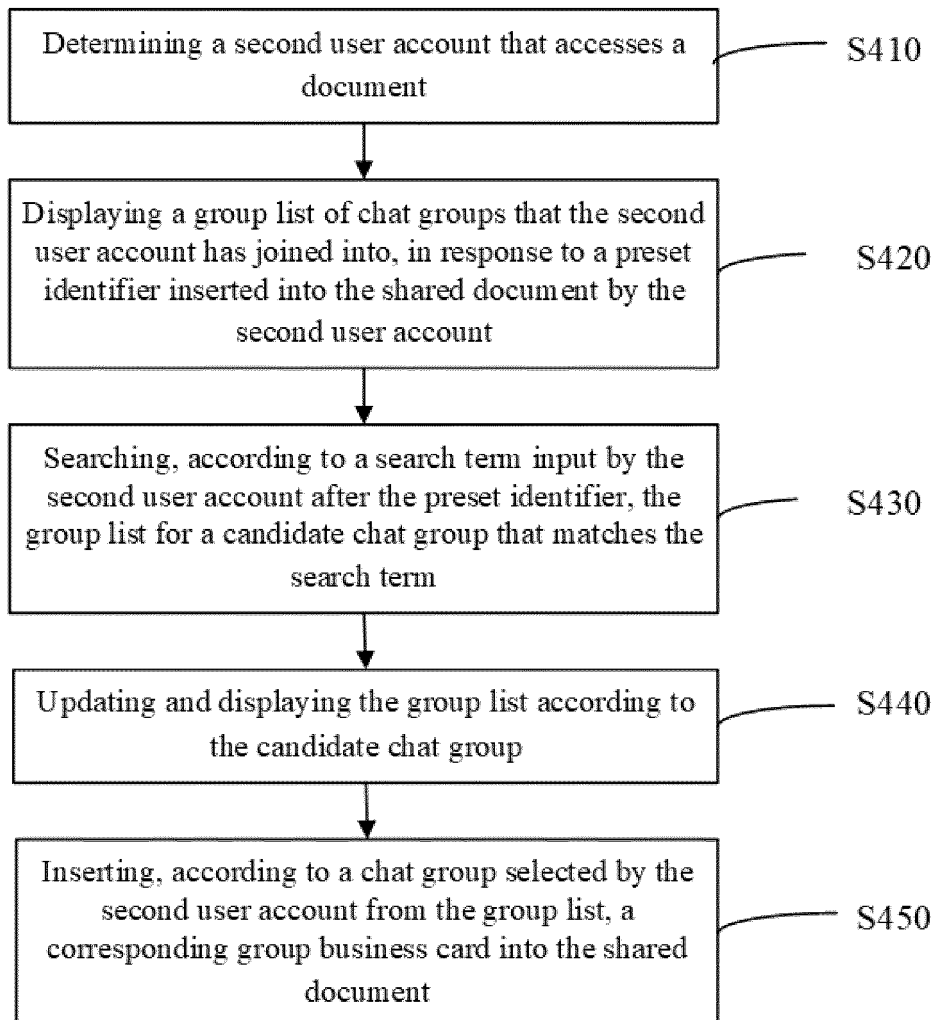 Determining a second user account that accesses a
document
S410
Displaying a group list of chat groups that the second
user account has joined into, in response to a preset
identifier inserted into the shared document by the
second user account
S420
Searching, according to a search term input by the
second user account after the preset identifier, the
group list for a candidate chat group that matches the
search term
S430
Updating and displaying the group list according to
the candidate chat group
S440
Inserting, according to a chat group selected by the
second user account from the group list, a
corresponding group business card into the shared
document
S450